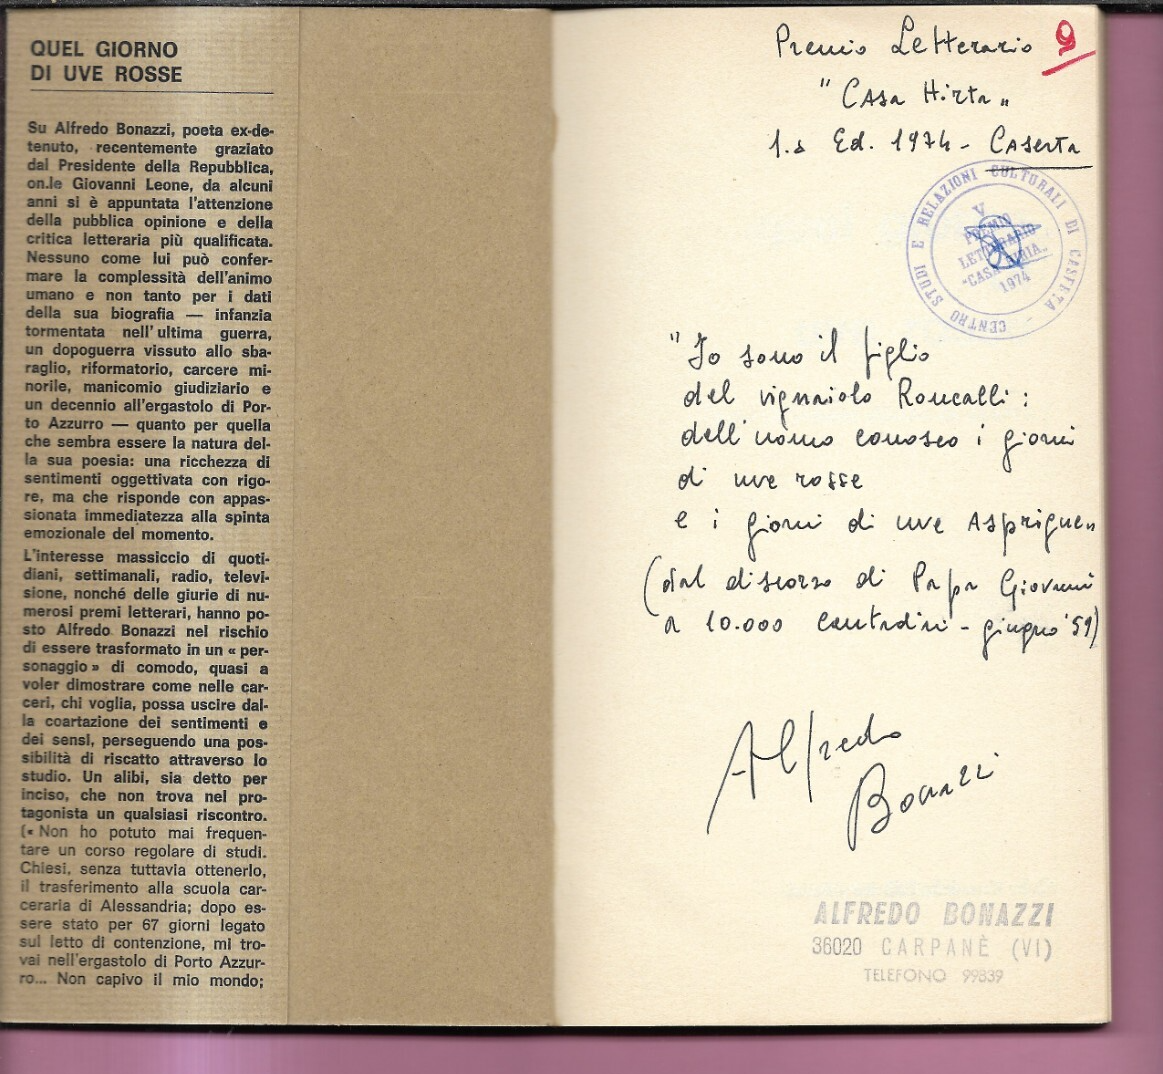 QUEL GIORNO
DI UVE ROSSE
Su Alfredo Bonazzi, poeta ex-de-
tenuto, recentemente graziato
dal Presidente della Repubblica,
on.le Giovanni Leone, da alcuni
anni si è appuntata l'attenzione
della pubblica opinione e della
critica letteraria più qualificata.
Nessuno come lui può confer-
mare la complessità dell'animo
umano e non tanto per i dati
della sua biografia — infanzia
tormentata nell'ultima guerra,
un dopoguerra vissuto allo sba-
raglio, riformatorio, carcere mi-
norile, manicomio giudiziario e
un decennio all'ergastolo di Por-
to Azzurro — quanto per quella
che sembra essere la natura del-
la sua poesia: una ricchezza di
sentimenti oggettivata con rigo-
re, ma che risponde con appas-
sionata immediatezza alla spinta
emozionale del momento.
L'interesse massiccio di quoti-
diani, settimanali, radio, televi-
sione, nonché delle giurie di nu-
merosi premi letterari, hanno po-
sto Alfredo Bonazzi nel rischio
di essere trasformato in un « per-
sonaggio » di comodo, quasi a
voler dimostrare come nelle car-
ceri, chi voglia, possa uscire dal-
la coartazione dei sentimenti e
dei sensi, perseguendo una pos-
sibilità di riscatto attraverso lo
studio. Un alibi, sia detto per
inciso, che non trova nel pro-
tagonista un qualsiasi riscontro.
(« Non ho potuto mai frequen-
tare un corso regolare di studi.
Chiesi, senza tuttavia ottenerlo,
il trasferimento alla scuola car-
ceraria di Alessandria; dopo es-
sere stato per 67 giorni legato
sul letto di contenzione, mi tro-
vai nell'ergastolo di Porto Azzur-
ro... Non capivo il mio mondo;
Premio Letterario 9
"Casa Hirta„
1.a Ed. 1974 - Caserta
CENTRO STUDI E RELAZIONI CULTURALI DI CASERTA -
V
PREMIO
LETTERARIO
"CASA HIRTA„
1974
"Io sono il figlio
del vignaiolo Roncalli:
dell'uomo conosco i giorni
di uve rosse
e i giorni di uve asprigne„
(dal discorso di Papa Giovanni
a 10.000 contadini - giugno '59)
Alfredo
Bonazzi
ALFREDO BONAZZI
36020 CARPANÈ (VI)
TELEFONO 99839